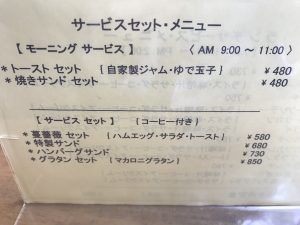 サービスセット・メニュー
【 モーニング サービス 】 〈 AM 9:00 ～ 11:00 〉
* トースト セット { 自家製ジャム・ゆで玉子 } ¥ 480
* 焼きサンド セット ¥ 480
【 サービス セット 】 { コーヒー付き }
* 薔薇 セット { ハムエッグ・サラダ・トースト } ¥ 580
* 特製サンド ¥ 680
* ハンバーグサンド ¥ 730
* グラタン セット { マカロニグラタン } ¥ 850